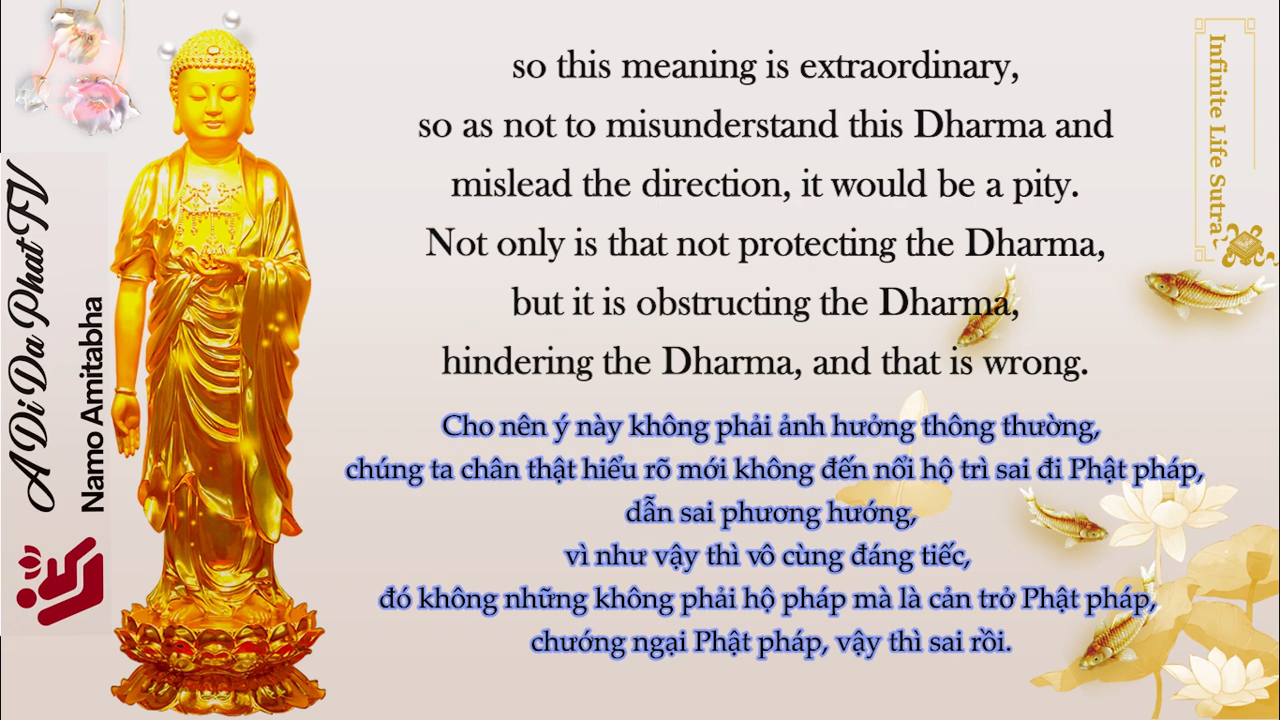 A Di Da Phat TV
Namo Amitabha
so this meaning is extraordinary,
so as not to misunderstand this Dharma and
mislead the direction, it would be a pity.
Not only is that not protecting the Dharma,
but it is obstructing the Dharma,
hindering the Dharma, and that is wrong.
Cho nên ý này không phải ảnh hưởng thông thường,
chúng ta chân thật hiểu rõ mới không đến nổi hộ trì sai đi Phật pháp,
dẫn sai phương hướng,
vì như vậy thì vô cùng đáng tiếc,
đó không những không phải hộ pháp mà là cản trở Phật pháp,
chướng ngại Phật pháp, vậy thì sai rồi.
Infinite Life Sutra~